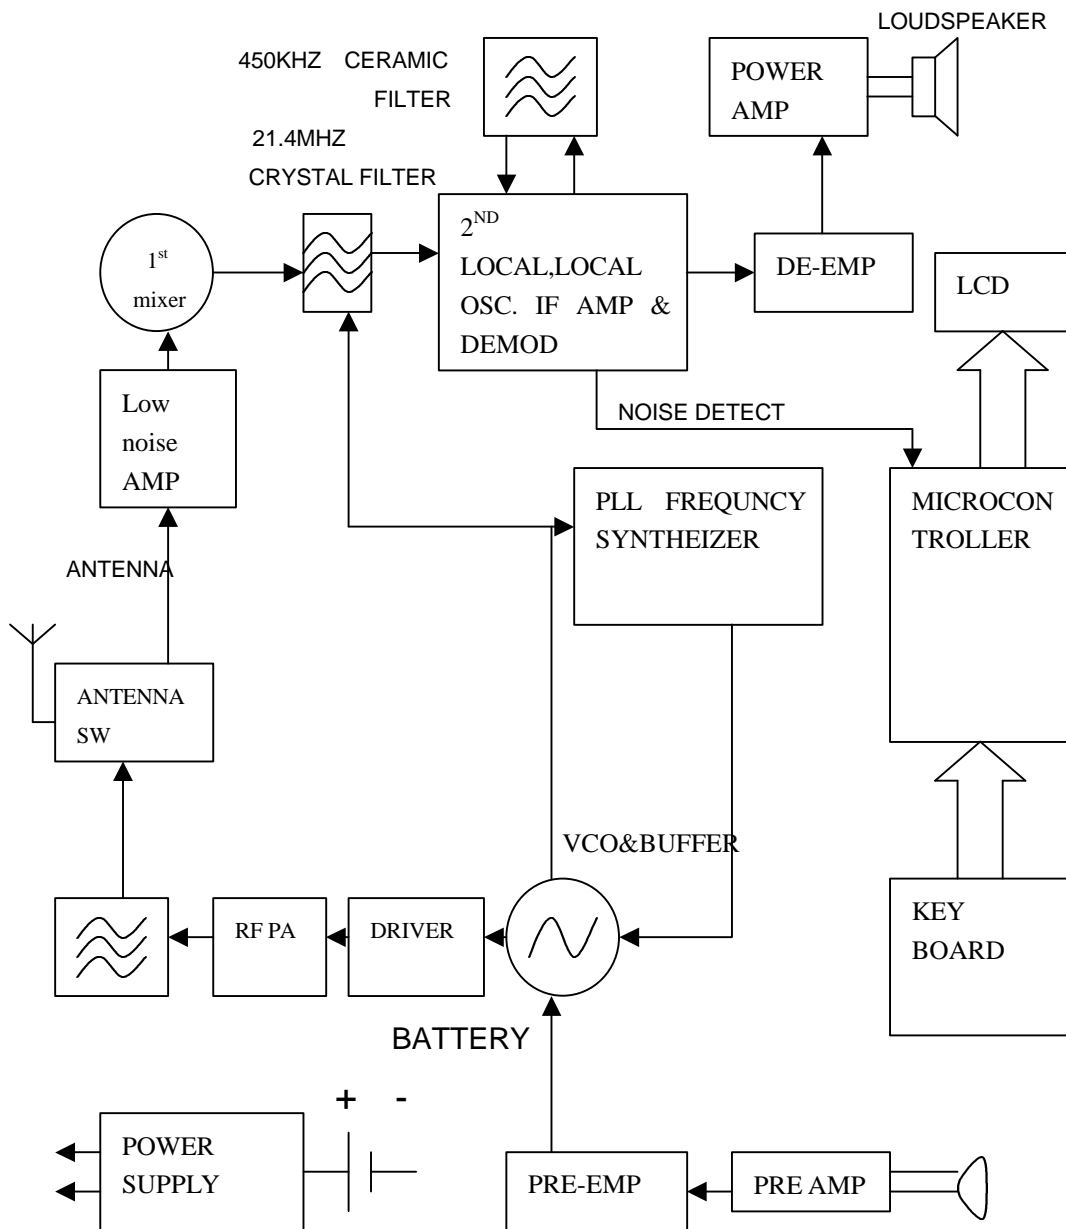 LOUDSPEAKER
450KHZ CERAMIC
FILTER
POWER
AMP
21.4MHZ
CRYSTAL FILTER
2ND
LOCAL,LOCAL
OSC. IF AMP &
DEMOD
1st
mixer
DE-EMP
LCD
Low
noise
AMP
NOISE DETECT
PLL FREQUNCY
SYNTHEIZER
MICROCON
TROLLER
ANTENNA
ANTENNA
SW
VCO&BUFFER
RF PA
DRIVER
KEY
BOARD
BATTERY
+ -
POWER
SUPPLY
PRE-EMP
PRE AMP